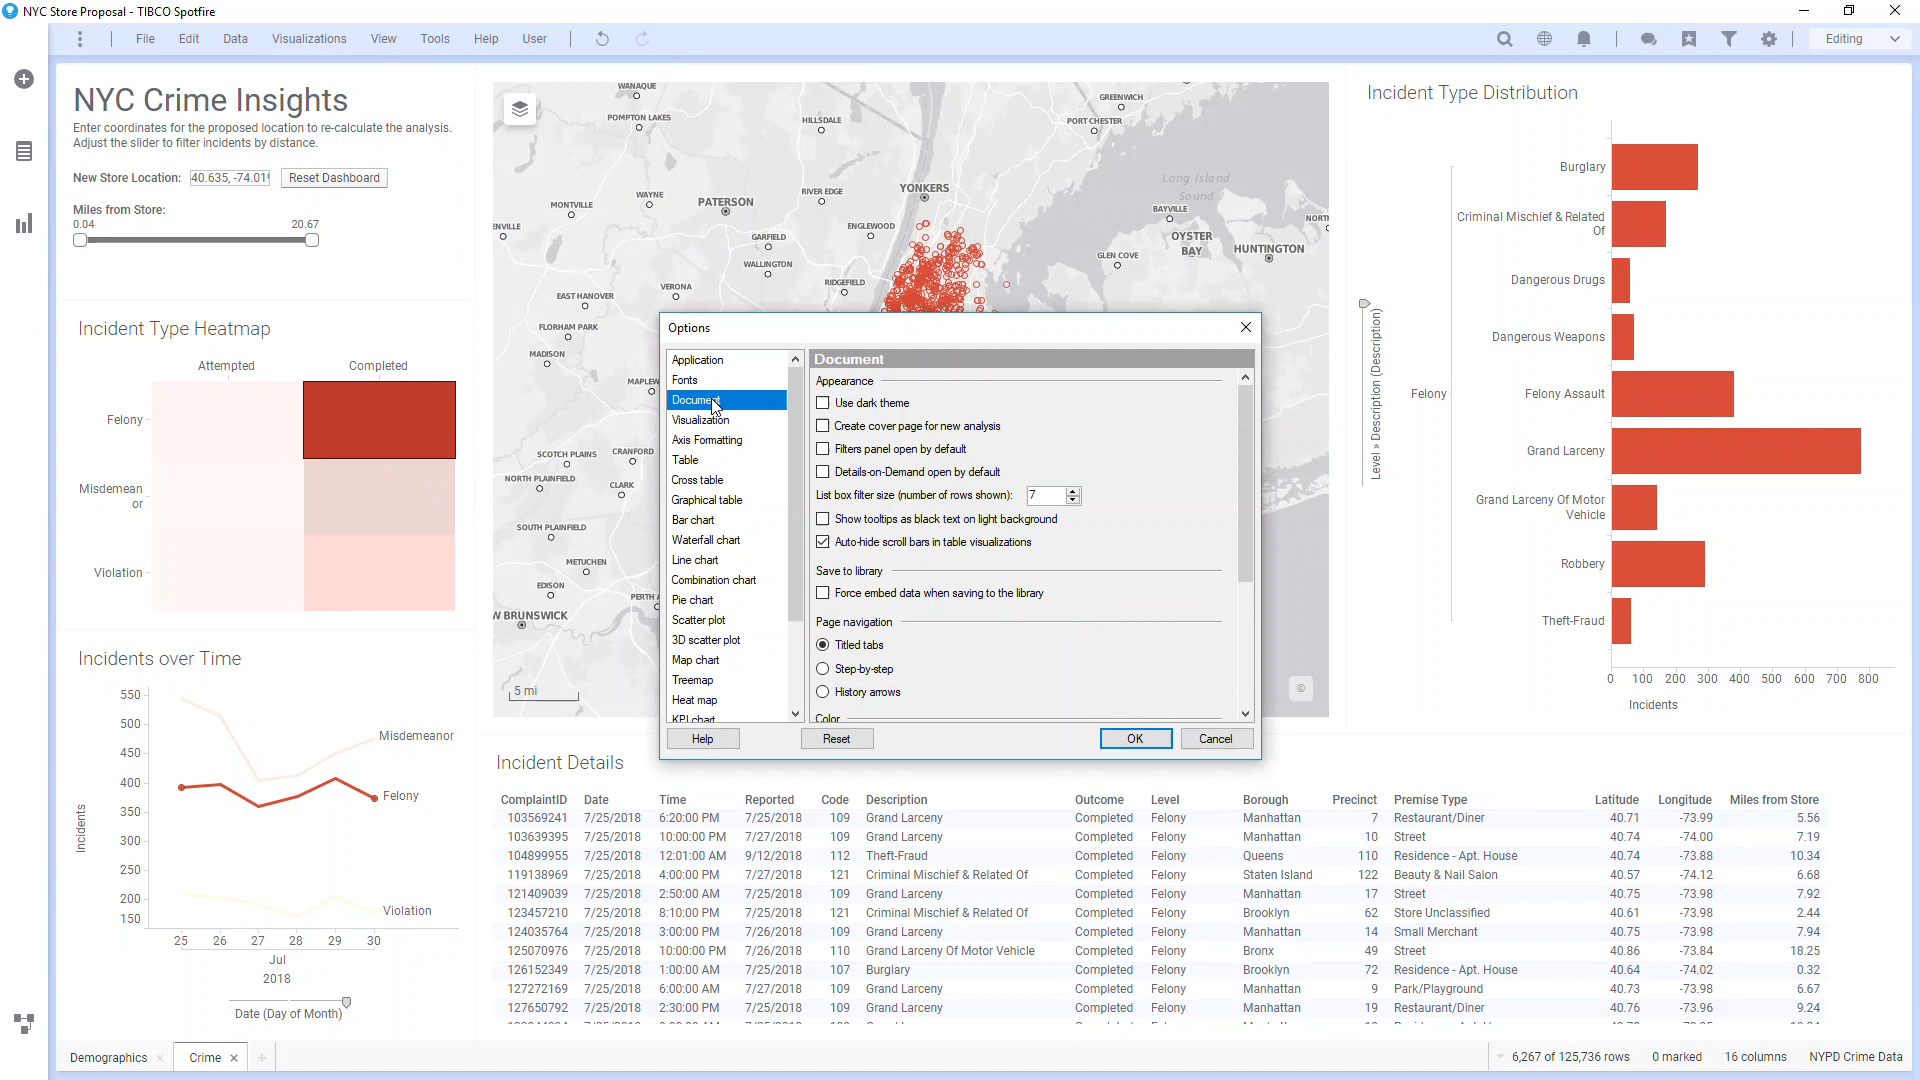 NYC Store Proposal - TIBCO Spotfire
File Edit Data Visualizations View Tools Help User
Editing
NYC Crime Insights
Enter coordinates for the proposed location to re-calculate the analysis.
Adjust the slider to filter incidents by distance.
New Store Location: 40.635, -74.019 Reset Dashboard
Miles from Store:
0.04 20.67
Incident Type Heatmap
Attempted Completed
Felony
Misdemean
or
Violation
Incidents over Time
550
500
450
400
350
300
250
200
150
Incidents
Misdemeanor
Felony
Violation
25 26 27 28 29 30
Jul
2018
Date (Day of Month)
WANAQUE
POMPTON LAKES
HILLSDALE
GREENWICH
PORT CHESTER
Long Island
Sound
WAYNE
RIVER EDGE
YONKERS
MONTVILLE
PATERSON
BAYVILLE
ENVILLE
ENGLEWOOD
GARFIELD
OYSTER
BAY
HUNTINGTON
GLEN COVE
WALLINGTON
RIDGEFIELD
VERONA
EAST HANOVER
FLORHAM PARK
MADISON
MAPLEW
SCOTCH PLAINS
CRANFORD
NORTH PLAINFIELD
CLARK
SOUTH PLAINFIELD
METUCHEN
EDISON
PERTH A
W BRUNSWICK
NORTH
5 mi
©
Options
Application
Fonts
Document
Visualization
Axis Formatting
Table
Cross table
Graphical table
Bar chart
Waterfall chart
Line chart
Combination chart
Pie chart
Scatter plot
3D scatter plot
Map chart
Treemap
Heat map
KPI chart
Document
Appearance
Use dark theme
Create cover page for new analysis
Filters panel open by default
Details-on-Demand open by default
List box filter size (number of rows shown): 7
Show tooltips as black text on light background
Auto-hide scroll bars in table visualizations
Save to library
Force embed data when saving to the library
Page navigation
Titled tabs
Step-by-step
History arrows
Color
Help Reset OK Cancel
Incident Type Distribution
Level » Description (Description)
Felony
Burglary
Criminal Mischief & Related
Of
Dangerous Drugs
Dangerous Weapons
Felony Assault
Grand Larceny
Grand Larceny Of Motor
Vehicle
Robbery
Theft-Fraud
0 100 200 300 400 500 600 700 800
Incidents
Incident Details
ComplaintID Date Time Reported Code Description Outcome Level Borough Precinct Premise Type Latitude Longitude Miles from Store
103569241 7/25/2018 6:20:00 PM 7/25/2018 109 Grand Larceny Completed Felony Manhattan 7 Restaurant/Diner 40.71 -73.99 5.56
103639395 7/25/2018 10:00:00 PM 7/27/2018 109 Grand Larceny Completed Felony Manhattan 10 Street 40.74 -74.00 7.19
104899955 7/25/2018 12:01:00 AM 9/12/2018 112 Theft-Fraud Completed Felony Queens 110 Residence - Apt. House 40.74 -73.88 10.34
119138969 7/25/2018 4:00:00 PM 7/27/2018 121 Criminal Mischief & Related Of Completed Felony Staten Island 122 Beauty & Nail Salon 40.57 -74.12 6.68
121409039 7/25/2018 2:50:00 AM 7/25/2018 109 Grand Larceny Completed Felony Manhattan 17 Street 40.75 -73.98 7.92
123457210 7/25/2018 8:10:00 PM 7/25/2018 121 Criminal Mischief & Related Of Completed Felony Brooklyn 62 Store Unclassified 40.61 -73.98 2.44
124035764 7/25/2018 3:00:00 PM 7/26/2018 109 Grand Larceny Completed Felony Manhattan 14 Small Merchant 40.75 -73.98 7.94
125070976 7/25/2018 10:00:00 PM 7/26/2018 110 Grand Larceny Of Motor Vehicle Completed Felony Bronx 49 Street 40.86 -73.84 18.25
126152349 7/25/2018 1:00:00 AM 7/25/2018 107 Burglary Completed Felony Brooklyn 72 Residence - Apt. House 40.64 -74.02 0.32
127272169 7/25/2018 6:00:00 AM 7/27/2018 109 Grand Larceny Completed Felony Manhattan 9 Park/Playground 40.73 -73.98 6.67
127650792 7/25/2018 2:30:00 PM 7/25/2018 109 Grand Larceny Completed Felony Manhattan 19 Restaurant/Diner 40.76 -73.96 9.24
Demographics Crime
6,267 of 125,736 rows 0 marked 16 columns NYPD Crime Data